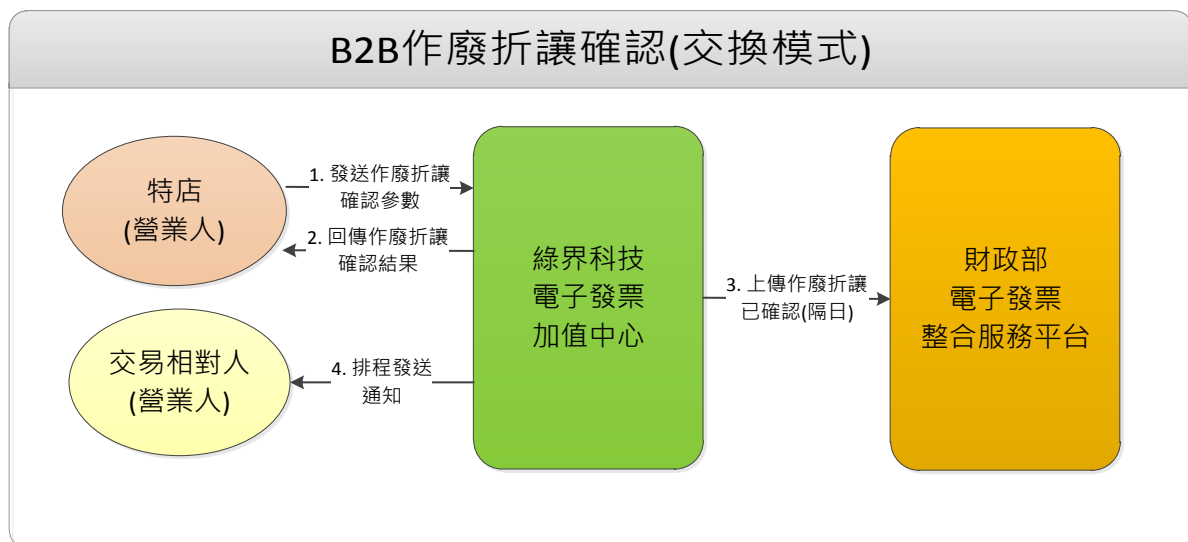 B2B作廢折讓確認(交換模式)
特店
(營業人)
1. 發送作廢折讓
確認參數
2. 回傳作廢折讓
確認結果
綠界科技
電子發票
加值中心
3. 上傳作廢折讓
已確認(隔日)
財政部
電子發票
整合服務平台
交易相對人
(營業人)
4. 排程發送
通知